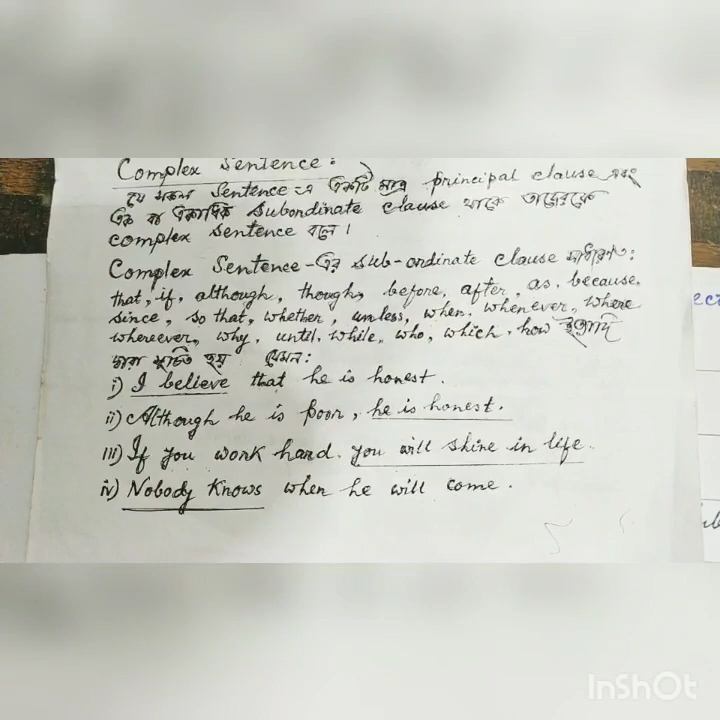 Complex Sentence:
যে সকল Sentence-এ একটি মাত্র principal clause এবং
এক বা একাধিক Subordinate clause থাকে তাদেরকে
complex sentence বলে।
Complex Sentence-এর Sub-ordinate clause সাধারণত:
that, if, although, though, before, after, as, because,
since, so that, whether, unless, when, whenever, where
whereever, why, until, while, who, which, how ইত্যাদি
দ্বারা সূচিত হয় যেমন:
i) I believe that he is honest.
ii) Although he is poor, he is honest.
iii) If you work hard, you will shine in life.
iv) Nobody knows when he will come.
ect
InShOt